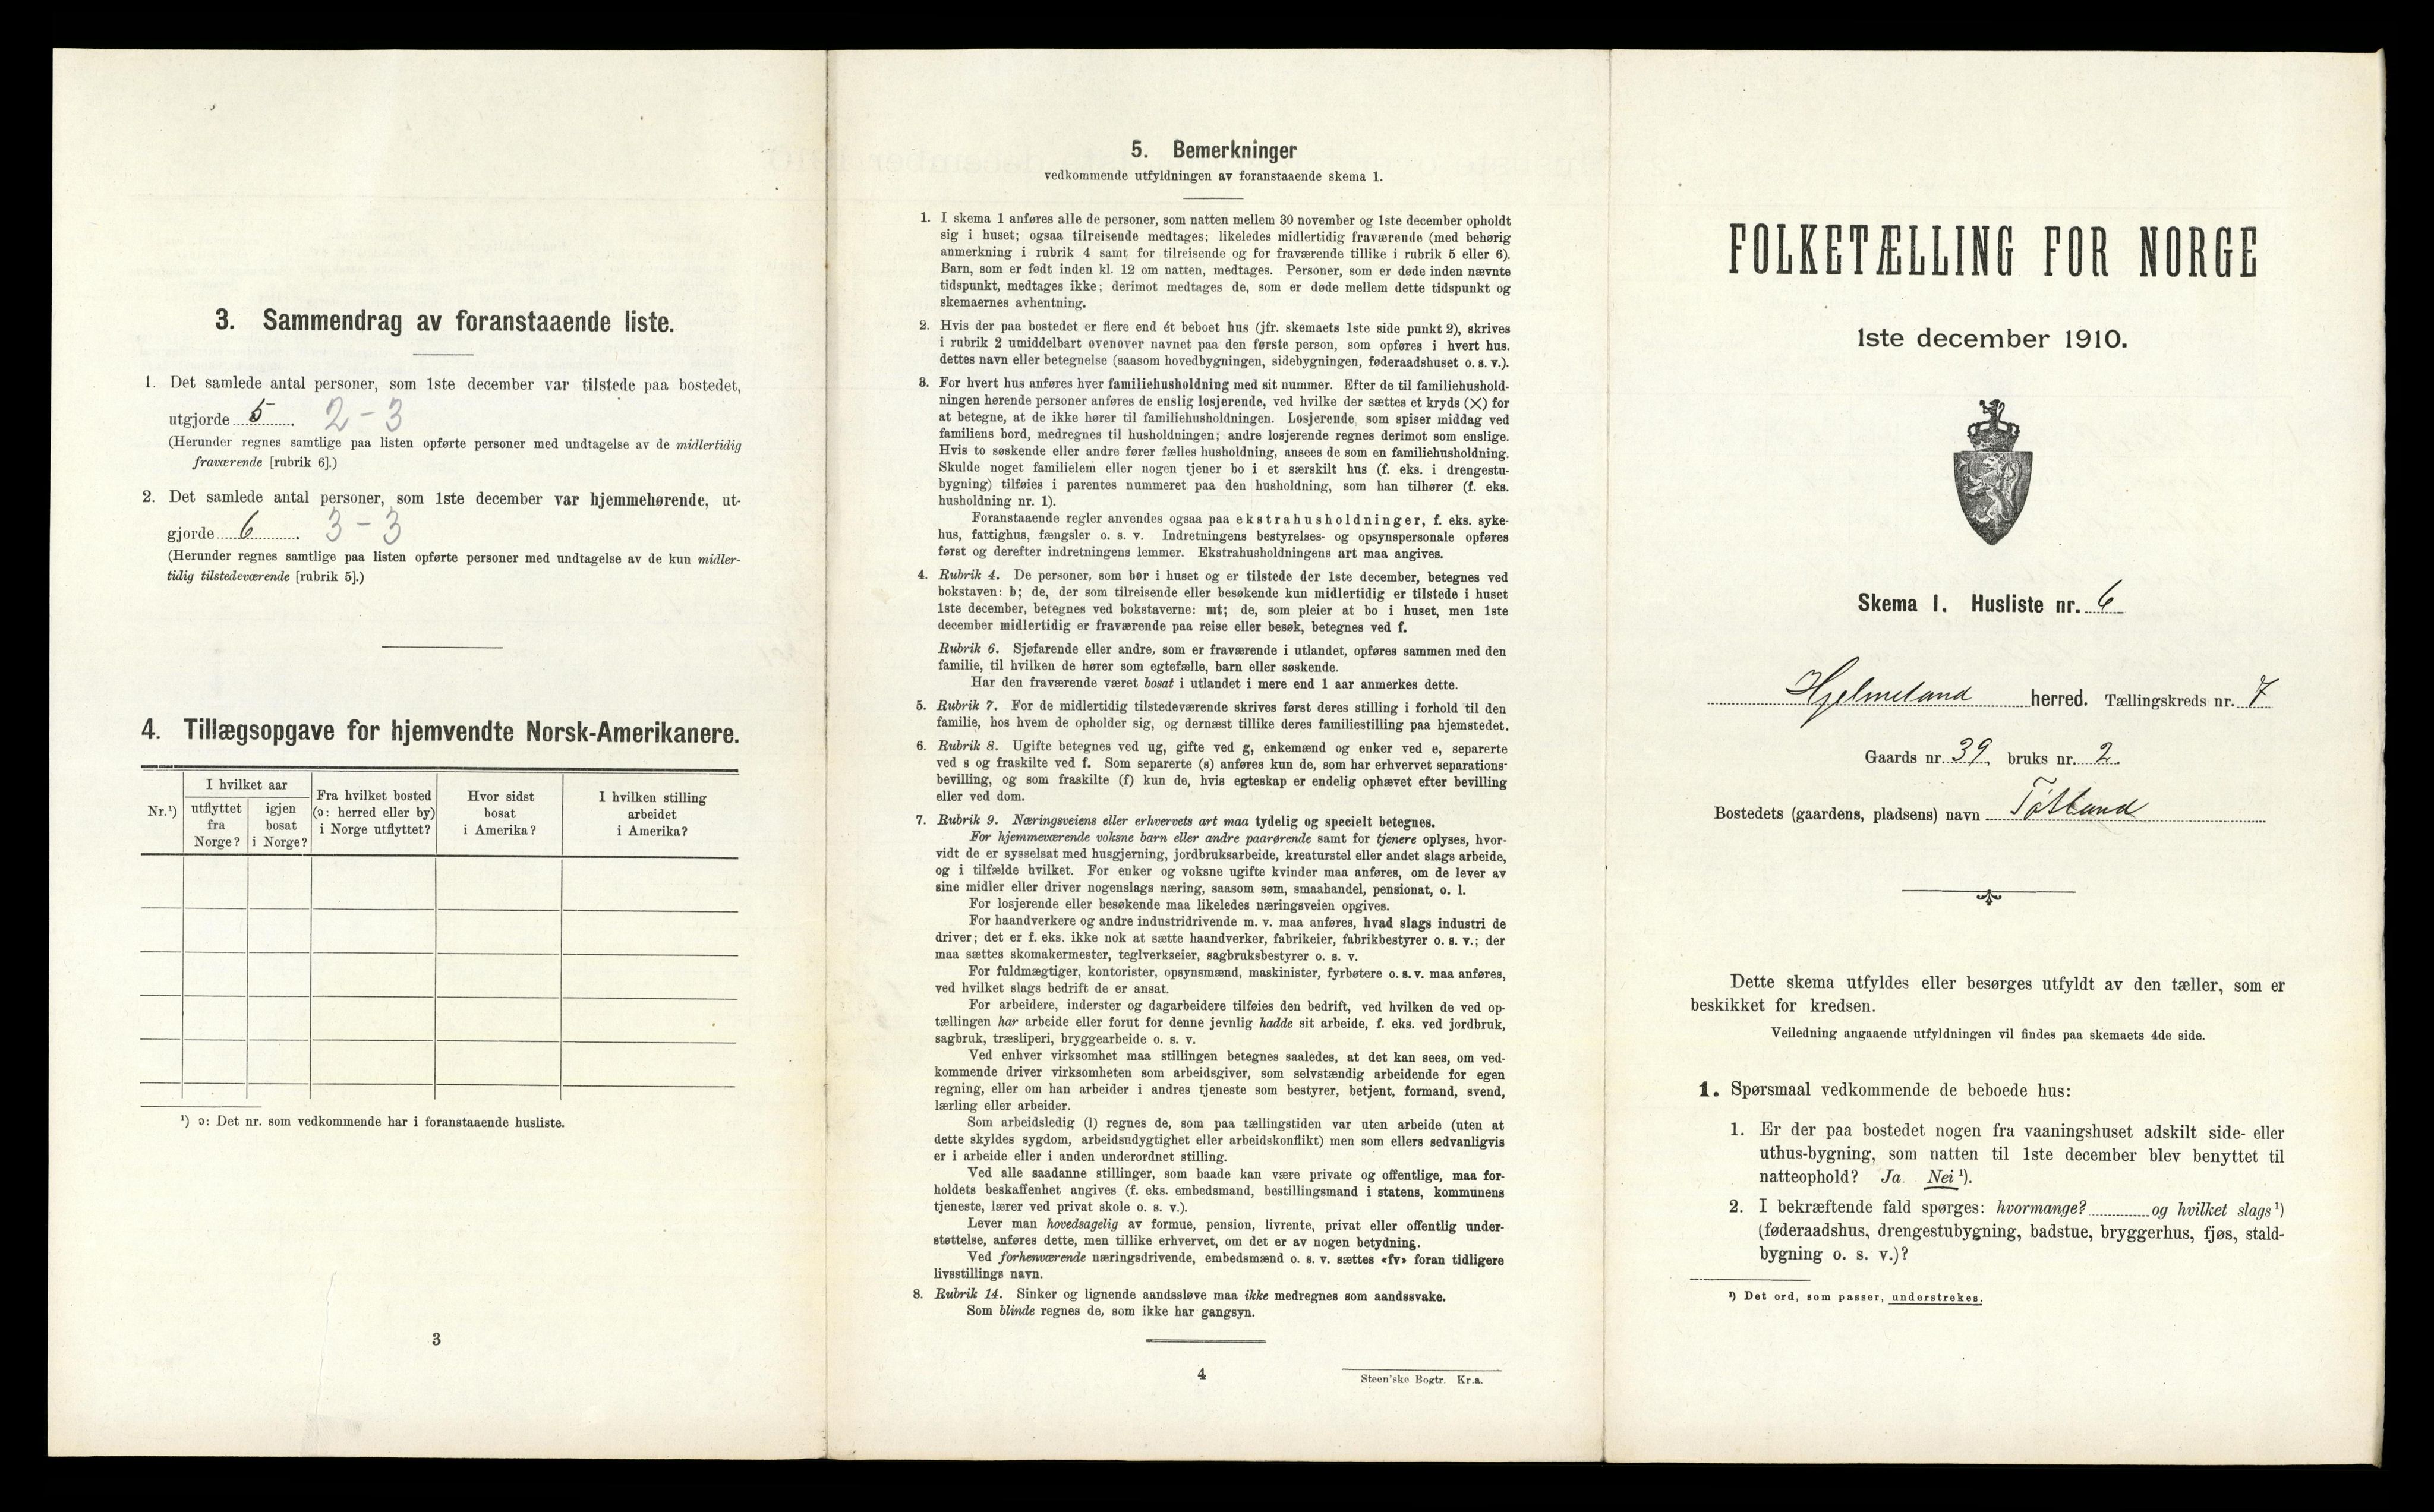 3. Sammendrag av foranstaaende liste.
1. Det samlede antal personer, som 1ste december var tilstede paa bostedet,
utgjorde 5. 2 - 3
(Herunder regnes samtlige paa listen opførte personer med undtagelse av de midlertidig
fraværende [rubrik 6].)
2. Det samlede antal personer, som 1ste december var hjemmehørende, ut-
gjorde 6. 3 - 3
(Herunder regnes samtlige paa listen opførte personer med undtagelse av de kun midler-
tidig tilstedeværende [rubrik 5].)
4. Tillægsopgave for hjemvendte Norsk-Amerikanere.
Nr.¹)
I hvilket aar
utflyttet
fra
Norge?
igjen
bosat
i Norge?
Fra hvilket bosted
(ɔ: herred eller by)
i Norge utflyttet?
Hvor sidst
bosat
i Amerika?
I hvilken stilling
arbeidet
i Amerika?
¹) ɔ: Det nr. som vedkommende har i foranstaaende husliste.
3
5. Bemerkninger
vedkommende utfyldningen av foranstaaende skema 1.
1. I skema 1 anføres alle de personer, som natten mellem 30 november og 1ste december opholdt
sig i huset; ogsaa tilreisende medtages; likeledes midlertidig fraværende (med behørig
anmerkning i rubrik 4 samt for tilreisende og for fraværende tillike i rubrik 5 eller 6).
Barn, som er født inden kl. 12 om natten, medtages. Personer, som er døde inden nævnte
tidspunkt, medtages ikke; derimot medtages de, som er døde mellem dette tidspunkt og
skemaernes avhentning.
2. Hvis der paa bostedet er flere end ét beboet hus (jfr. skemaets 1ste side punkt 2), skrives
i rubrik 2 umiddelbart ovenover navnet paa den første person, som opføres i hvert hus.
dettes navn eller betegnelse (saasom hovedbygningen, sidebygningen, føderaadshuset o. s. v.).
3. For hvert hus anføres hver familiehusholdning med sit nummer. Efter de til familiehushold-
ningen hørende personer anføres de enslig losjerende, ved hvilke der sættes et kryds (×) for
at betegne, at de ikke hører til familiehusholdningen. Losjerende, som spiser middag ved
familiens bord, medregnes til husholdningen; andre losjerende regnes derimot som enslige.
Hvis to søskende eller andre fører fælles husholdning, ansees de som en familiehusholdning.
Skulde noget familielem eller nogen tjener bo i et særskilt hus (f. eks. i drengestu-
bygning) tilføies i parentes nummeret paa den husholdning, som han tilhører (f. eks.
husholdning nr. 1).
Foranstaaende regler anvendes ogsaa paa ekstrahusholdninger, f. eks. syke-
hus, fattighus, fængsler o. s. v. Indretningens bestyrelses- og opsynspersonale opføres
først og derefter indretningens lemmer. Ekstrahusholdningens art maa angives.
4. Rubrik 4. De personer, som bor i huset og er tilstede der 1ste december, betegnes ved
bokstaven: b; de, der som tilreisende eller besøkende kun midlertidig er tilstede i huset
1ste december, betegnes ved bokstaverne: mt; de, som pleier at bo i huset, men 1ste
december midlertidig er fraværende paa reise eller besøk, betegnes ved f.
Rubrik 6. Sjøfarende eller andre, som er fraværende i utlandet, opføres sammen med den
familie, til hvilken de hører som egtefælle, barn eller søskende.
Har den fraværende været bosat i utlandet i mere end 1 aar anmerkes dette.
5. Rubrik 7. For de midlertidig tilstedeværende skrives først deres stilling i forhold til den
familie, hos hvem de opholder sig, og dernæst tillike deres familiestilling paa hjemstedet.
6. Rubrik 8. Ugifte betegnes ved ug, gifte ved g, enkemænd og enker ved e, separerte
ved s og fraskilte ved f. Som separerte (s) anføres kun de, som har erhvervet separations-
bevilling, og som fraskilte (f) kun de, hvis egteskap er endelig ophævet efter bevilling
eller ved dom.
7. Rubrik 9. Næringsveiens eller erhvervets art maa tydelig og specielt betegnes.
For hjemmeværende voksne barn eller andre paarørende samt for tjenere oplyses, hvor-
vidt de er sysselsat med husgjerning, jordbruksarbeide, kreaturstel eller andet slags arbeide,
og i tilfælde hvilket. For enker og voksne ugifte kvinder maa anføres, om de lever av
sine midler eller driver nogenslags næring, saasom søm, smaahandel, pensionat, o. l.
For losjerende eller besøkende maa likeledes næringsveien opgives.
For haandverkere og andre industridrivende m. v. maa anføres, hvad slags industri de
driver; det er f. eks. ikke nok at sætte haandverker, fabrikeier, fabrikbestyrer o. s. v.; der
maa sættes skomakermester, teglverkseier, sagbruksbestyrer o. s. v.
For fuldmægtiger, kontorister, opsynsmænd, maskinister, fyrbøtere o. s. v. maa anføres,
ved hvilket slags bedrift de er ansat.
For arbeidere, inderster og dagarbeidere tilføies den bedrift, ved hvilken de ved op-
tællingen har arbeide eller forut for denne jevnlig hadde sit arbeide, f. eks. ved jordbruk,
sagbruk, træsliperi, bryggearbeide o. s. v.
Ved enhver virksomhet maa stillingen betegnes saaledes, at det kan sees, om ved-
kommende driver virksomheten som arbeidsgiver, som selvstændig arbeidende for egen
regning, eller om han arbeider i andres tjeneste som bestyrer, betjent, formand, svend,
lærling eller arbeider.
Som arbeidsledig (l) regnes de, som paa tællingstiden var uten arbeide (uten at
dette skyldes sygdom, arbeidsudygtighet eller arbeidskonflikt) men som ellers sedvanligvis
er i arbeide eller i anden underordnet stilling.
Ved alle saadanne stillinger, som baade kan være private og offentlige, maa for-
holdets beskaffenhet angives (f. eks. embedsmand, bestillingsmand i statens, kommunens
tjeneste, lærer ved privat skole o. s. v.).
Lever man hovedsagelig av formue, pension, livrente, privat eller offentlig under-
støttelse, anføres dette, men tillike erhvervet, om det er av nogen betydning.
Ved forhenværende næringsdrivende, embedsmænd o. s. v. sættes «fv» foran tidligere
livsstillings navn.
8. Rubrik 14. Sinker og lignende aandssløve maa ikke medregnes som aandssvake.
Som blinde regnes de, som ikke har gangsyn.
4
Steen'ske Bogtr. Kr.a.
FOLKETÆLLING FOR NORGE
1ste december 1910.
Skema 1. Husliste nr. 6
Hjelmeland herred. Tællingskreds nr. 7
Gaards nr. 39, bruks nr. 2.
Bostedets (gaardens, pladsens) navn Tøtland
Dette skema utfyldes eller besørges utfyldt av den tæller, som er
beskikket for kredsen.
Veiledning angaaende utfyldningen vil findes paa skemaets 4de side.
1. Spørsmaal vedkommende de beboede hus:
1. Er der paa bostedet nogen fra vaaningshuset adskilt side- eller
uthus-bygning, som natten til 1ste december blev benyttet til
natteophold? Ja. Nei ¹).
2. I bekræftende fald spørges: hvormange? og hvilket slags ¹)
(føderaadshus, drengestubygning, badstue, bryggerhus, fjøs, stald-
bygning o. s. v.)?
¹) Det ord, som passer, understrekes.